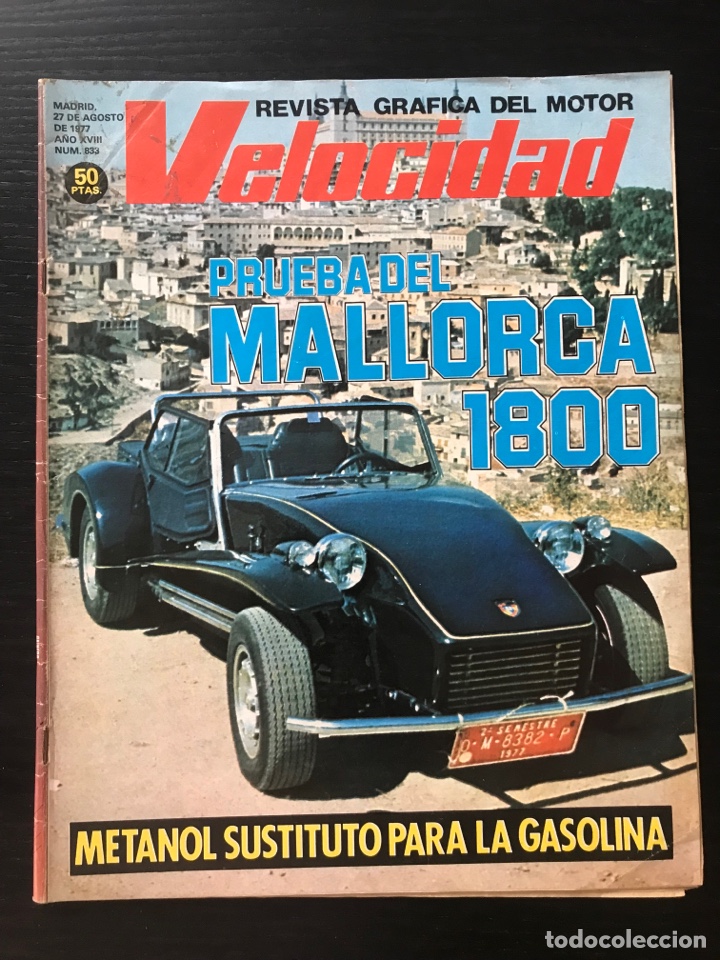 MADRID,
27 DE AGOSTO
DE 1977
AÑO XVIII
NUM. 833
50
PTAS.
REVISTA GRAFICA DEL MOTOR
Velocidad
PRUEBA DEL
MALLORCA
1800
2º SEMESTRE
M-8382-P
1977
METANOL SUSTITUTO PARA LA GASOLINA
todocoleccion